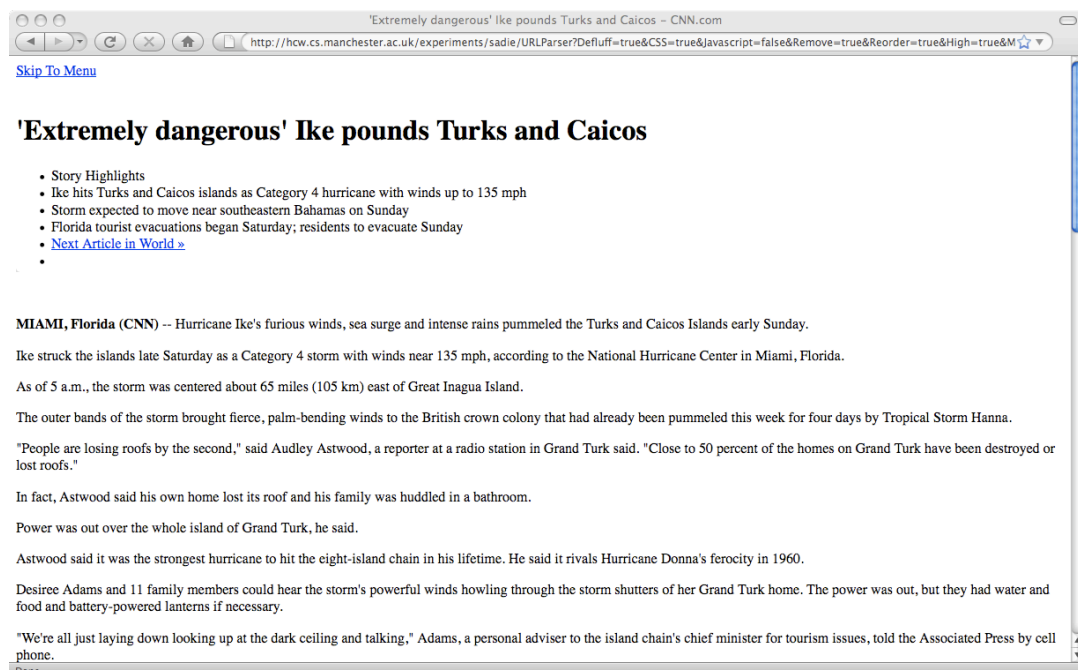 'Extremely dangerous' Ike pounds Turks and Caicos – CNN.com
http://hcw.cs.manchester.ac.uk/experiments/sadie/URLParser?Defluff=true&CSS=true&Javascript=false&Remove=true&Reorder=true&High=true&M
Skip To Menu
'Extremely dangerous' Ike pounds Turks and Caicos
• Story Highlights
• Ike hits Turks and Caicos islands as Category 4 hurricane with winds up to 135 mph
• Storm expected to move near southeastern Bahamas on Sunday
• Florida tourist evacuations began Saturday; residents to evacuate Sunday
• Next Article in World »
•
MIAMI, Florida (CNN) -- Hurricane Ike's furious winds, sea surge and intense rains pummeled the Turks and Caicos Islands early Sunday.
Ike struck the islands late Saturday as a Category 4 storm with winds near 135 mph, according to the National Hurricane Center in Miami, Florida.
As of 5 a.m., the storm was centered about 65 miles (105 km) east of Great Inagua Island.
The outer bands of the storm brought fierce, palm-bending winds to the British crown colony that had already been pummeled this week for four days by Tropical Storm Hanna.
"People are losing roofs by the second," said Audley Astwood, a reporter at a radio station in Grand Turk said. "Close to 50 percent of the homes on Grand Turk have been destroyed or
lost roofs."
In fact, Astwood said his own home lost its roof and his family was huddled in a bathroom.
Power was out over the whole island of Grand Turk, he said.
Astwood said it was the strongest hurricane to hit the eight-island chain in his lifetime. He said it rivals Hurricane Donna's ferocity in 1960.
Desiree Adams and 11 family members could hear the storm's powerful winds howling through the storm shutters of her Grand Turk home. The power was out, but they had water and
food and battery-powered lanterns if necessary.
"We're all just laying down looking up at the dark ceiling and talking," Adams, a personal adviser to the island chain's chief minister for tourism issues, told the Associated Press by cell
phone.